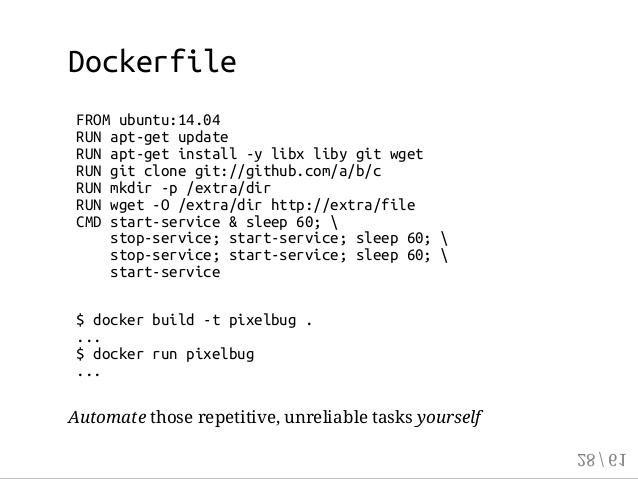 Dockerfile
FROM ubuntu:14.04
RUN apt-get update
RUN apt-get install -y libx liby git wget
RUN git clone git://github.com/a/b/c
RUN mkdir -p /extra/dir
RUN wget -O /extra/dir http://extra/file
CMD start-service & sleep 60; \
    stop-service; start-service; sleep 60; \
    stop-service; start-service; sleep 60; \
    start-service
$ docker build -t pixelbug .
...
$ docker run pixelbug
...
Automate those repetitive, unreliable tasks yourself
28 / 61